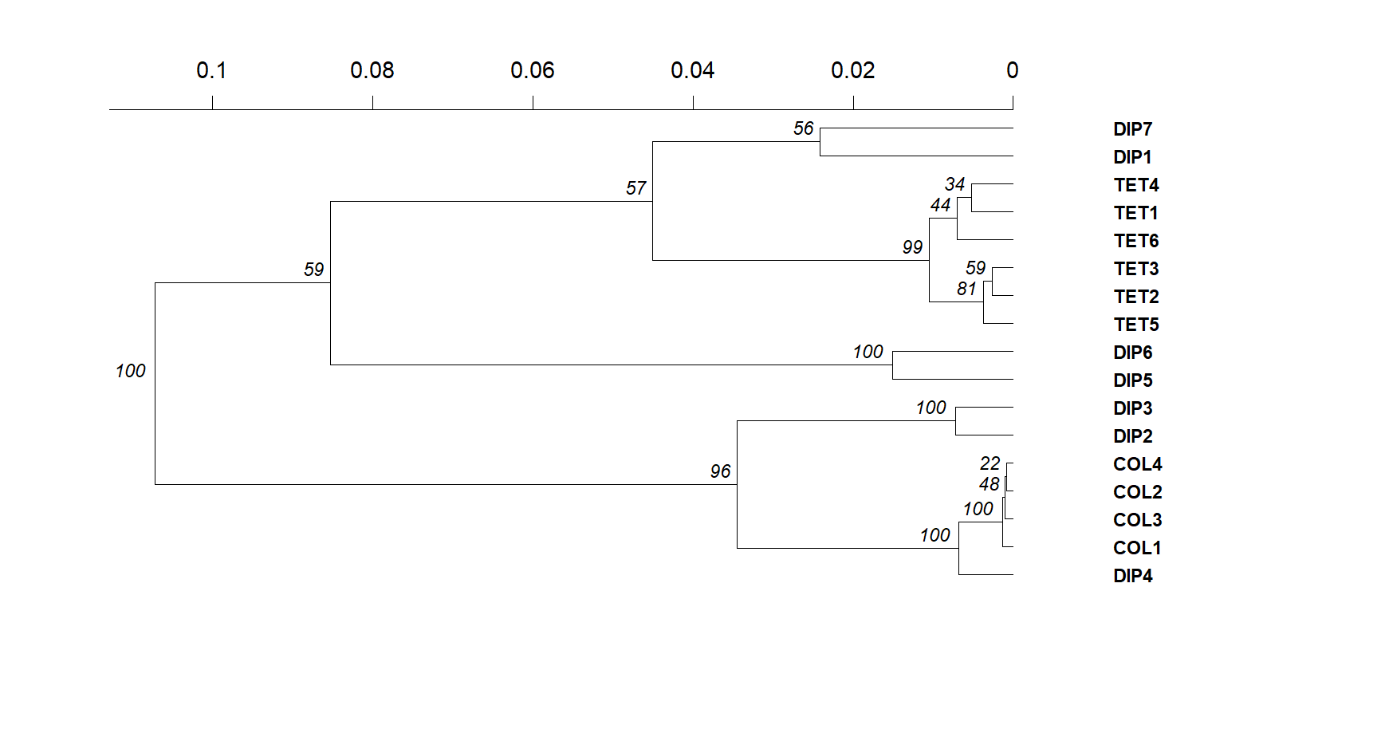 0.1 0.08 0.06 0.04 0.02 0
56 DIP7
DIP1
34 TET4
57 44 TET1
99 TET6
59 59 TET3
81 TET2
TET5
100 DIP6
100 DIP5
100 DIP3
DIP2
96 22 COL4
48 COL2
100 COL3
100 COL1
DIP4